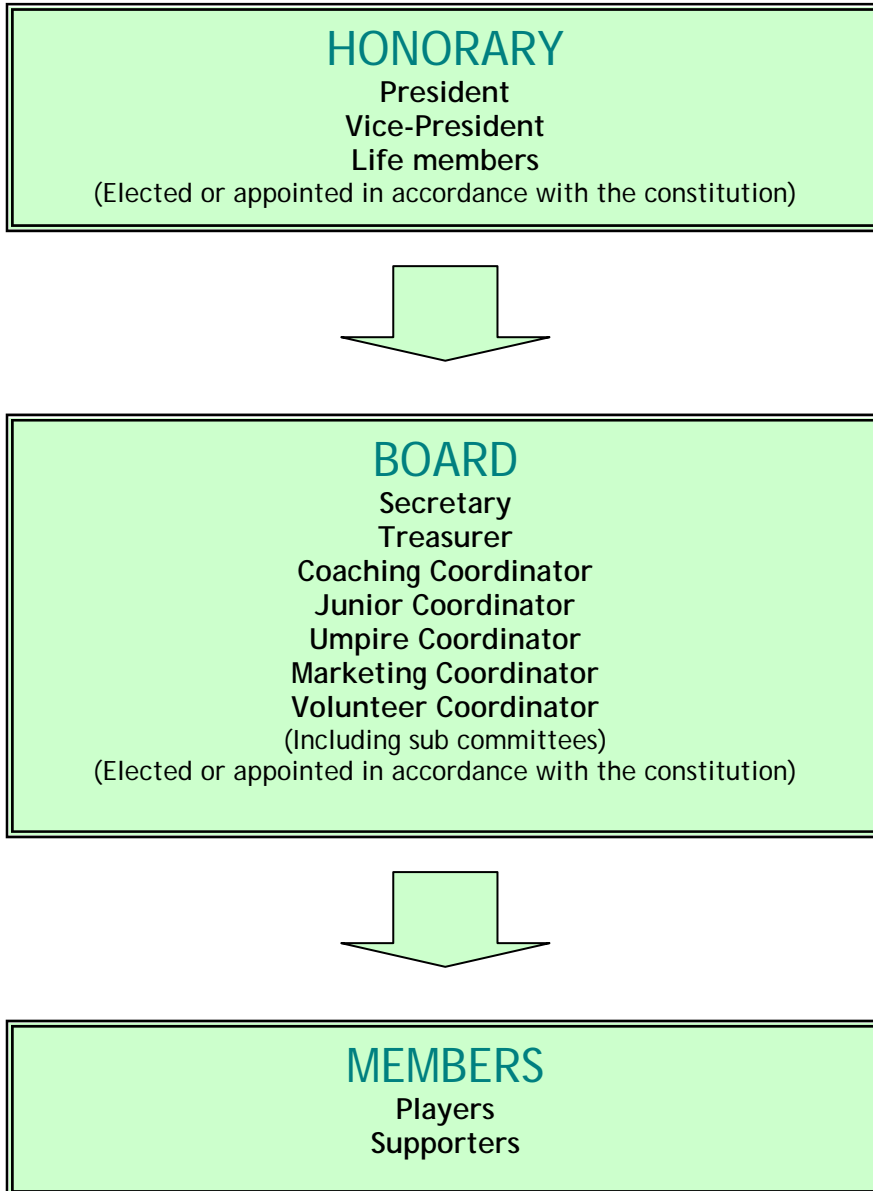 HONORARY
President
Vice-President
Life members
(Elected or appointed in accordance with the constitution)
BOARD
Secretary
Treasurer
Coaching Coordinator
Junior Coordinator
Umpire Coordinator
Marketing Coordinator
Volunteer Coordinator
(Including sub committees)
(Elected or appointed in accordance with the constitution)
MEMBERS
Players
Supporters